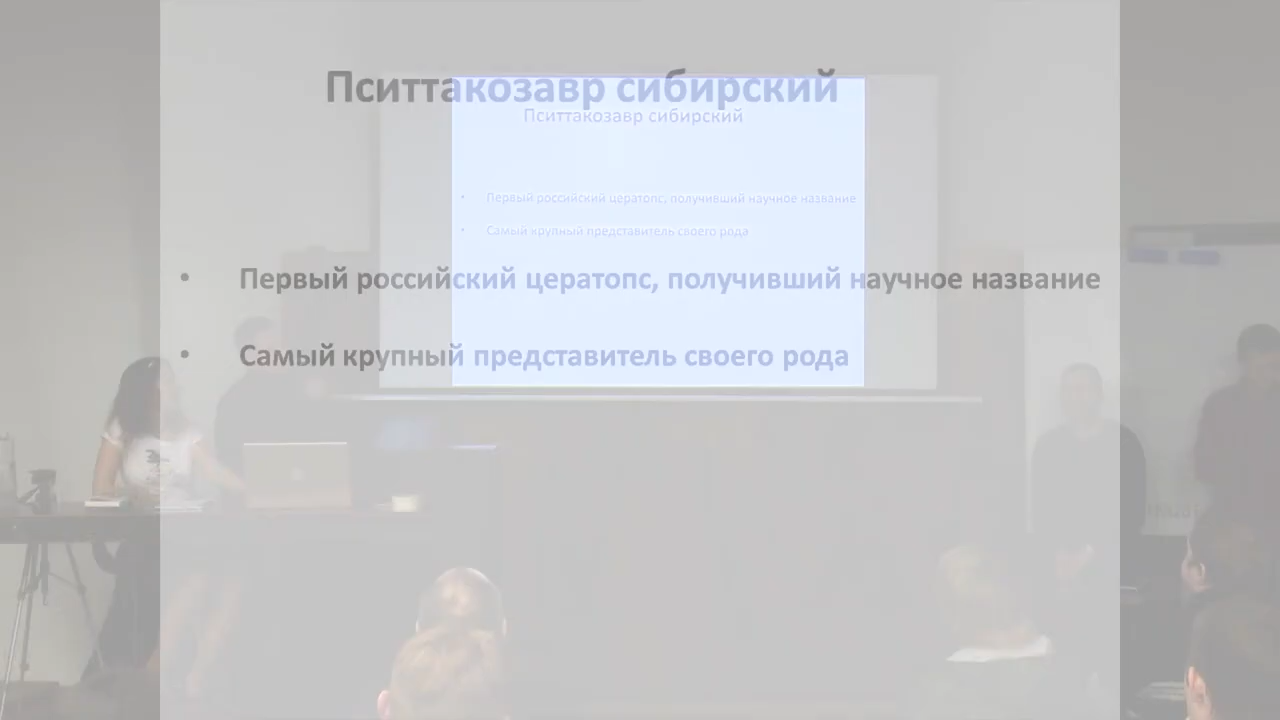 Пситтакозавр сибирский
Пситтакозавр сибирский
• Первый российский цератопс, получивший научное название
• Самый крупный представитель своего рода
• Первый российский цератопс, получивший научное название
• Самый крупный представитель своего рода